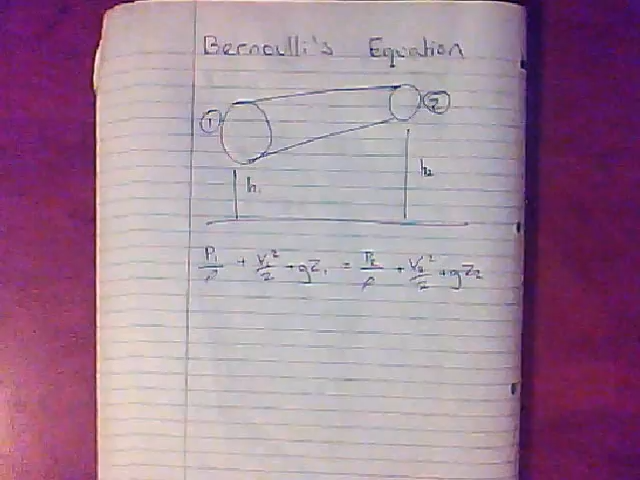 Bernoulli's Equation
① ②
h₁ h₂
P₁/ρ + V₁²/2 + gZ₁ = P₂/ρ + V₂²/2 + gZ₂